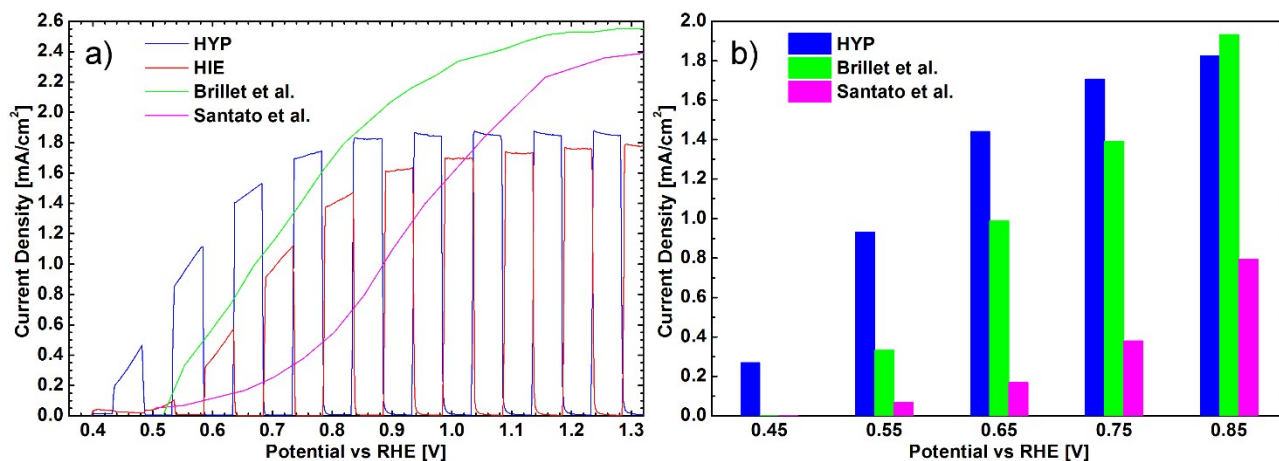 a)
HYP
HIE
Brillet et al.
Santato et al.
Current Density [mA/cm²]
2.6
2.4
2.2
2.0
1.8
1.6
1.4
1.2
1.0
0.8
0.6
0.4
0.2
0.0
0.4 0.5 0.6 0.7 0.8 0.9 1.0 1.1 1.2 1.3
Potential vs RHE [V]
b)
HYP
Brillet et al.
Santato et al.
Current Density [mA/cm²]
2.0
1.8
1.6
1.4
1.2
1.0
0.8
0.6
0.4
0.2
0.0
0.45 0.55 0.65 0.75 0.85
Potential vs RHE [V]